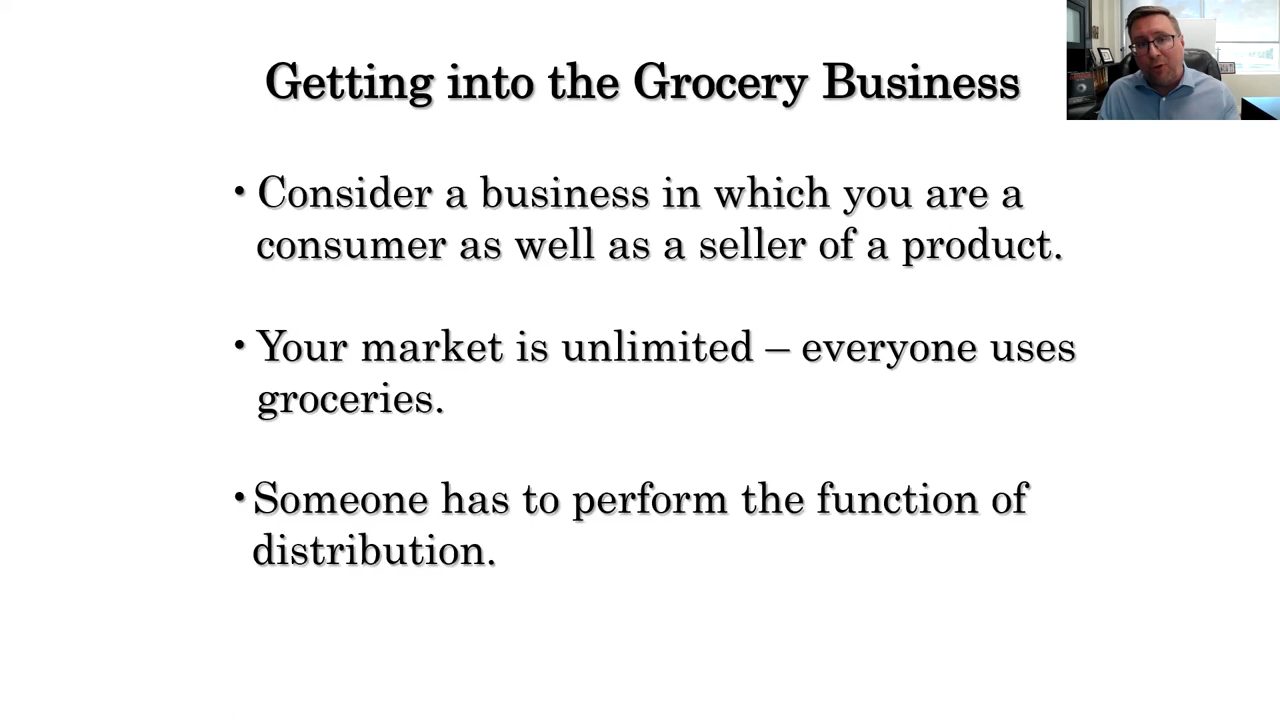 Getting into the Grocery Business
• Consider a business in which you are a
consumer as well as a seller of a product.
• Your market is unlimited – everyone uses
groceries.
• Someone has to perform the function of
distribution.